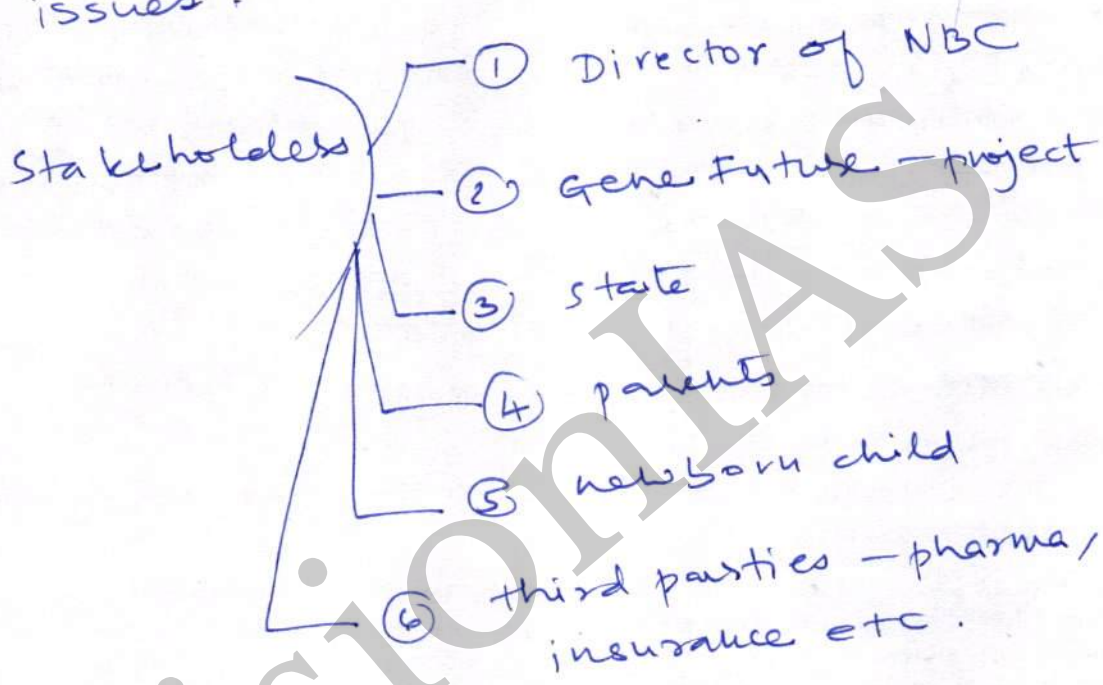 issues.
① Director of NBC
Stakeholders
② Gene Future - project
③ state
④ parents
⑤ newborn child
⑥ third parties - pharma,
insurance etc.
VisionIAS